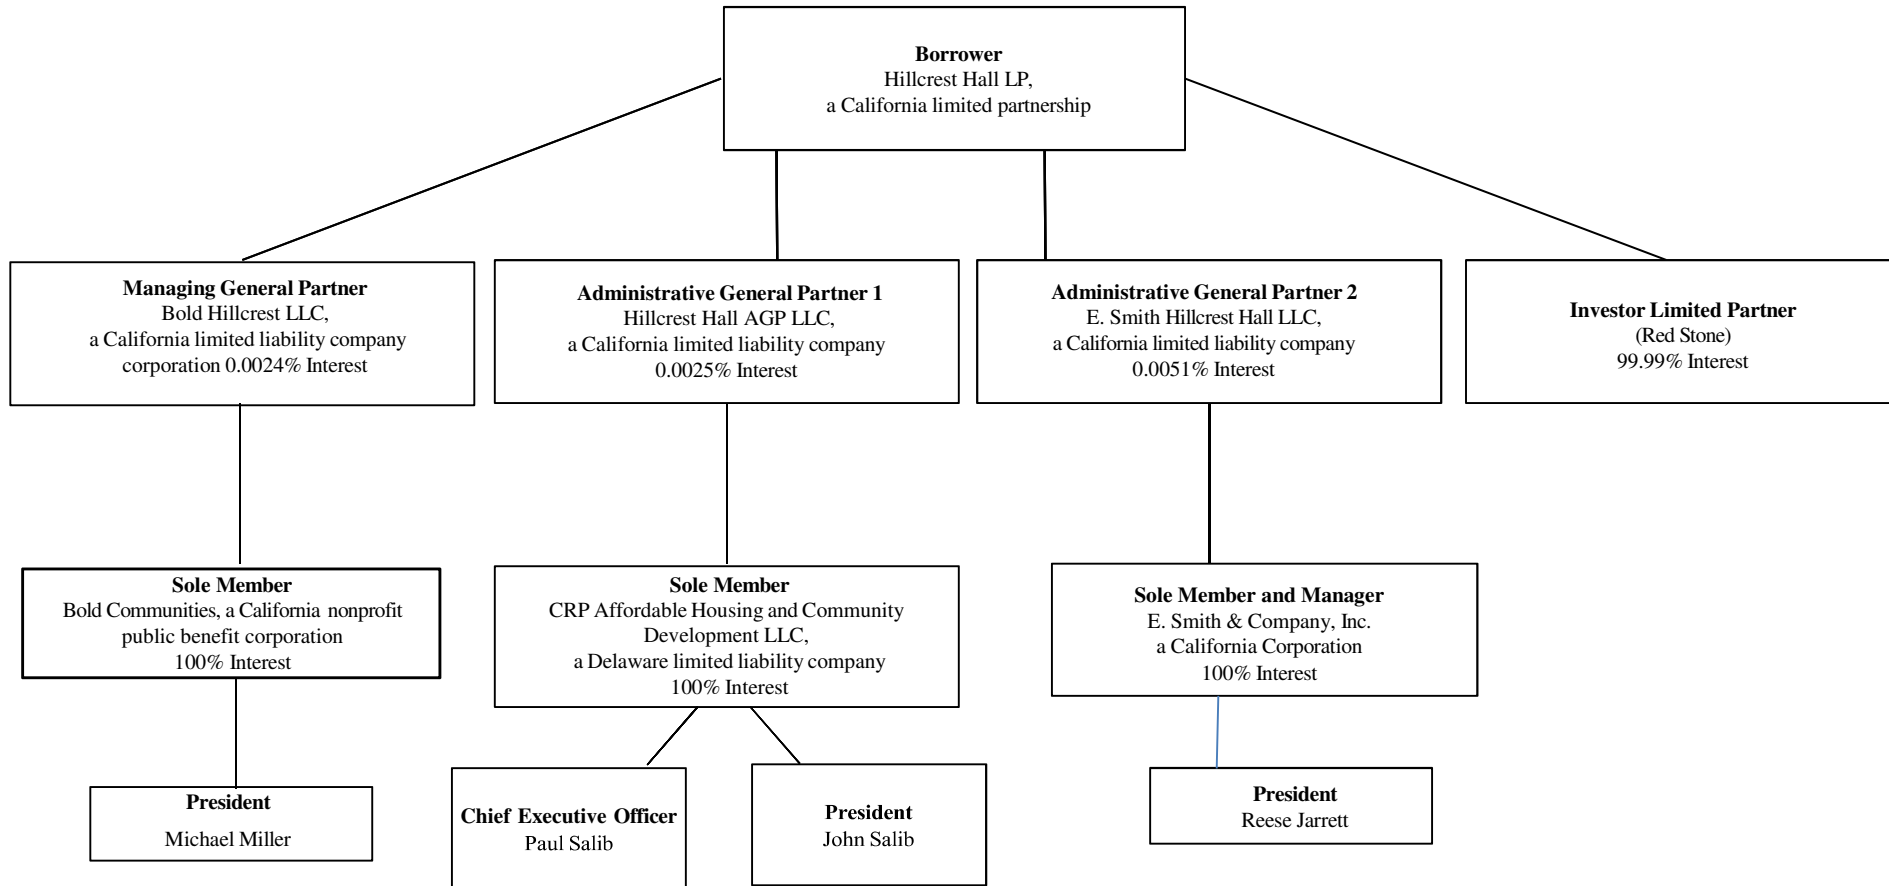 Borrower
Hillcrest Hall LP,
a California limited partnership
Managing General Partner
Bold Hillcrest LLC,
a California limited liability company
corporation 0.0024% Interest
Administrative General Partner 1
Hillcrest Hall AGP LLC,
a California limited liability company
0.0025% Interest
Administrative General Partner 2
E. Smith Hillcrest Hall LLC,
a California limited liability company
0.0051% Interest
Investor Limited Partner
(Red Stone)
99.99% Interest
Sole Member
Bold Communities, a California nonprofit
public benefit corporation
100% Interest
Sole Member
CRP Affordable Housing and Community
Development LLC,
a Delaware limited liability company
100% Interest
Sole Member and Manager
E. Smith & Company, Inc.
a California Corporation
100% Interest
President
Michael Miller
Chief Executive Officer
Paul Salib
President
John Salib
President
Reese Jarrett